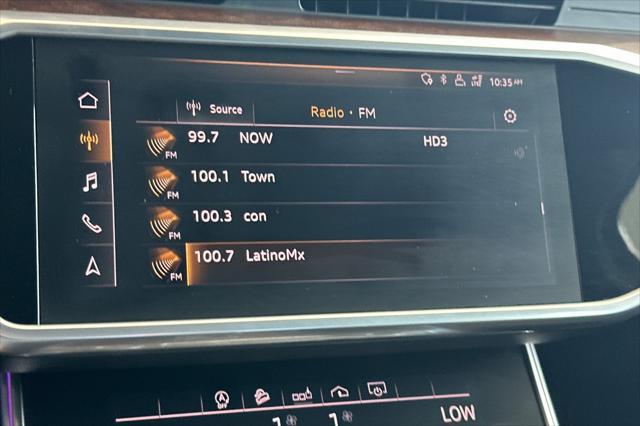 10:35 AM
Source Radio • FM
99.7 NOW HD3
FM
100.1 Town
FM
100.3 con
FM
100.7 LatinoMx
FM
OFF
LOW